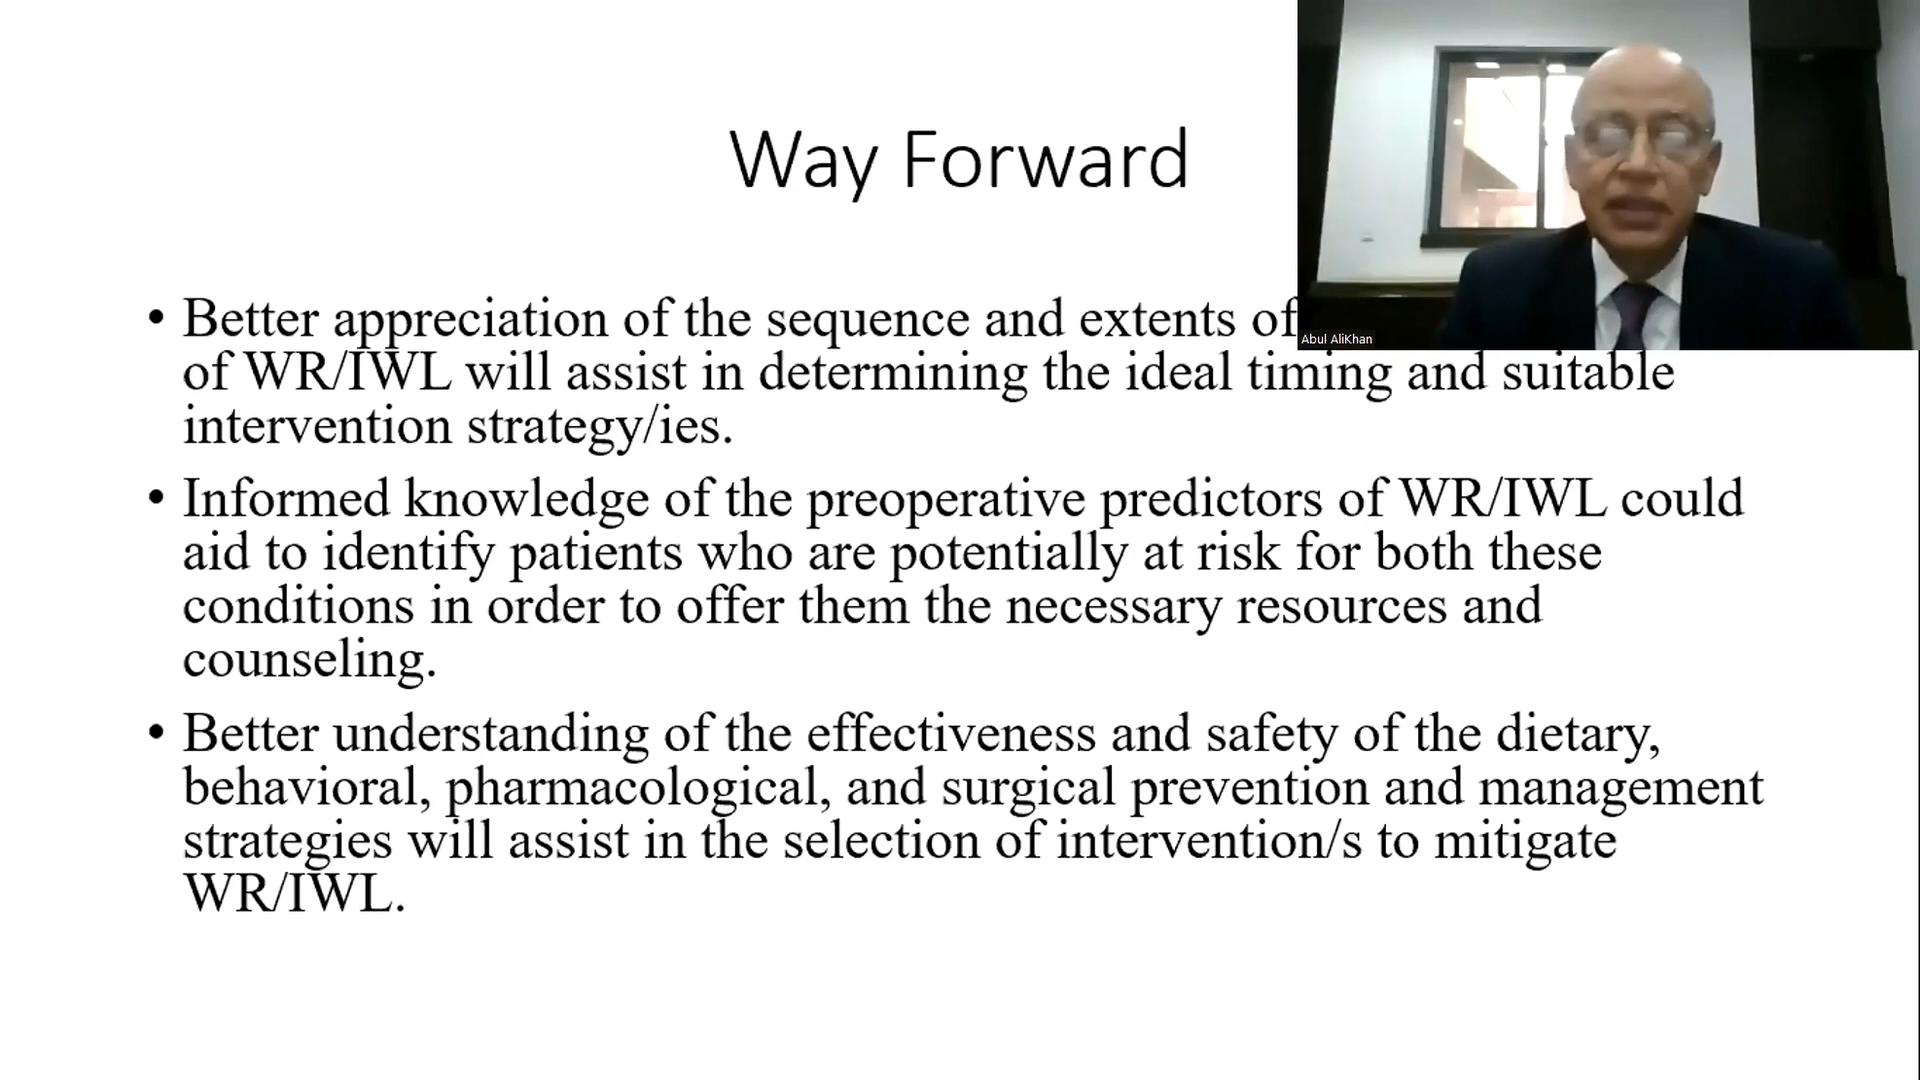 Way Forward
Abul AliKhan
• Better appreciation of the sequence and extents of
of WR/IWL will assist in determining the ideal timing and suitable
intervention strategy/ies.
• Informed knowledge of the preoperative predictors of WR/IWL could
aid to identify patients who are potentially at risk for both these
conditions in order to offer them the necessary resources and
counseling.
• Better understanding of the effectiveness and safety of the dietary,
behavioral, pharmacological, and surgical prevention and management
strategies will assist in the selection of intervention/s to mitigate
WR/IWL.